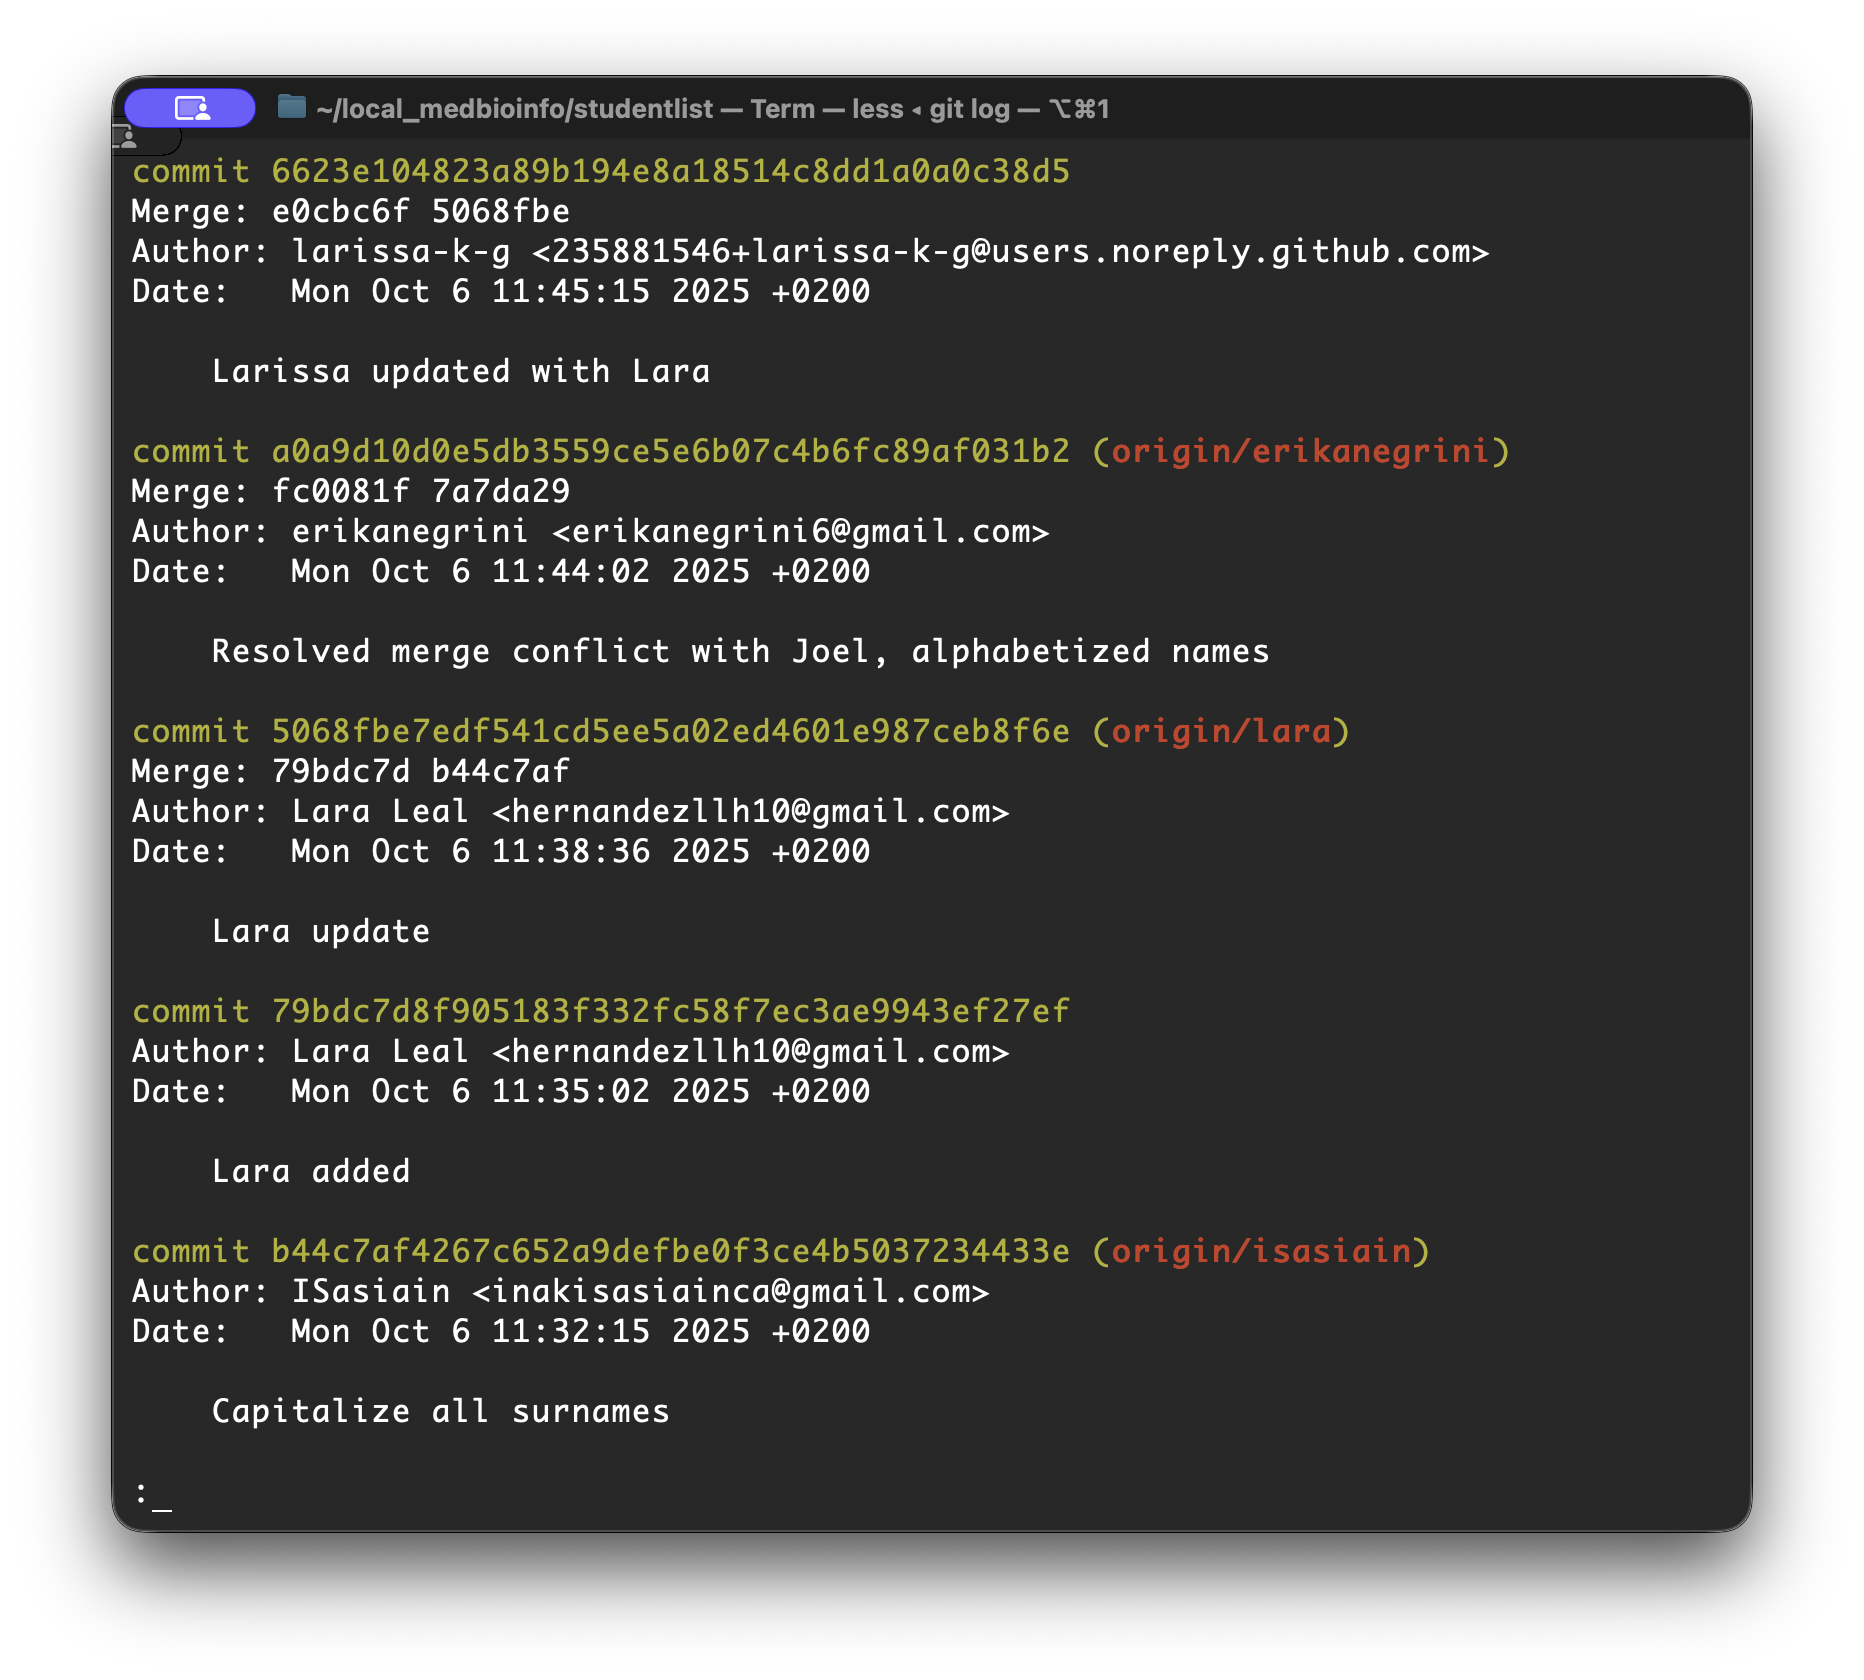 ~/local_medbioinfo/studentlist — Term — less ◂ git log — ⌥⌘1
commit 6623e104823a89b194e8a18514c8dd1a0a0c38d5
Merge: e0cbc6f 5068fbe
Author: larissa-k-g <235881546+larissa-k-g@users.noreply.github.com>
Date:   Mon Oct 6 11:45:15 2025 +0200
    Larissa updated with Lara
commit a0a9d10d0e5db3559ce5e6b07c4b6fc89af031b2 (origin/erikanegrini)
Merge: fc0081f 7a7da29
Author: erikanegrini <erikanegrini6@gmail.com>
Date:   Mon Oct 6 11:44:02 2025 +0200
    Resolved merge conflict with Joel, alphabetized names
commit 5068fbe7edf541cd5ee5a02ed4601e987ceb8f6e (origin/lara)
Merge: 79bdc7d b44c7af
Author: Lara Leal <hernandezllh10@gmail.com>
Date:   Mon Oct 6 11:38:36 2025 +0200
    Lara update
commit 79bdc7d8f905183f332fc58f7ec3ae9943ef27ef
Author: Lara Leal <hernandezllh10@gmail.com>
Date:   Mon Oct 6 11:35:02 2025 +0200
    Lara added
commit b44c7af4267c652a9defbe0f3ce4b5037234433e (origin/isasiain)
Author: ISasiain <inakisasiainca@gmail.com>
Date:   Mon Oct 6 11:32:15 2025 +0200
    Capitalize all surnames
:_